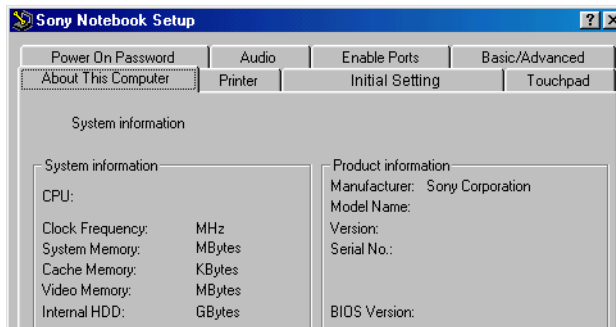 Sony Notebook Setup
Power On Password Audio Enable Ports Basic/Advanced
About This Computer Printer Initial Setting Touchpad
System information
System information
CPU:
Clock Frequency: MHz
System Memory: MBytes
Cache Memory: KBytes
Video Memory: MBytes
Internal HDD: GBytes
Product information
Manufacturer: Sony Corporation
Model Name:
Version:
Serial No.:
BIOS Version: